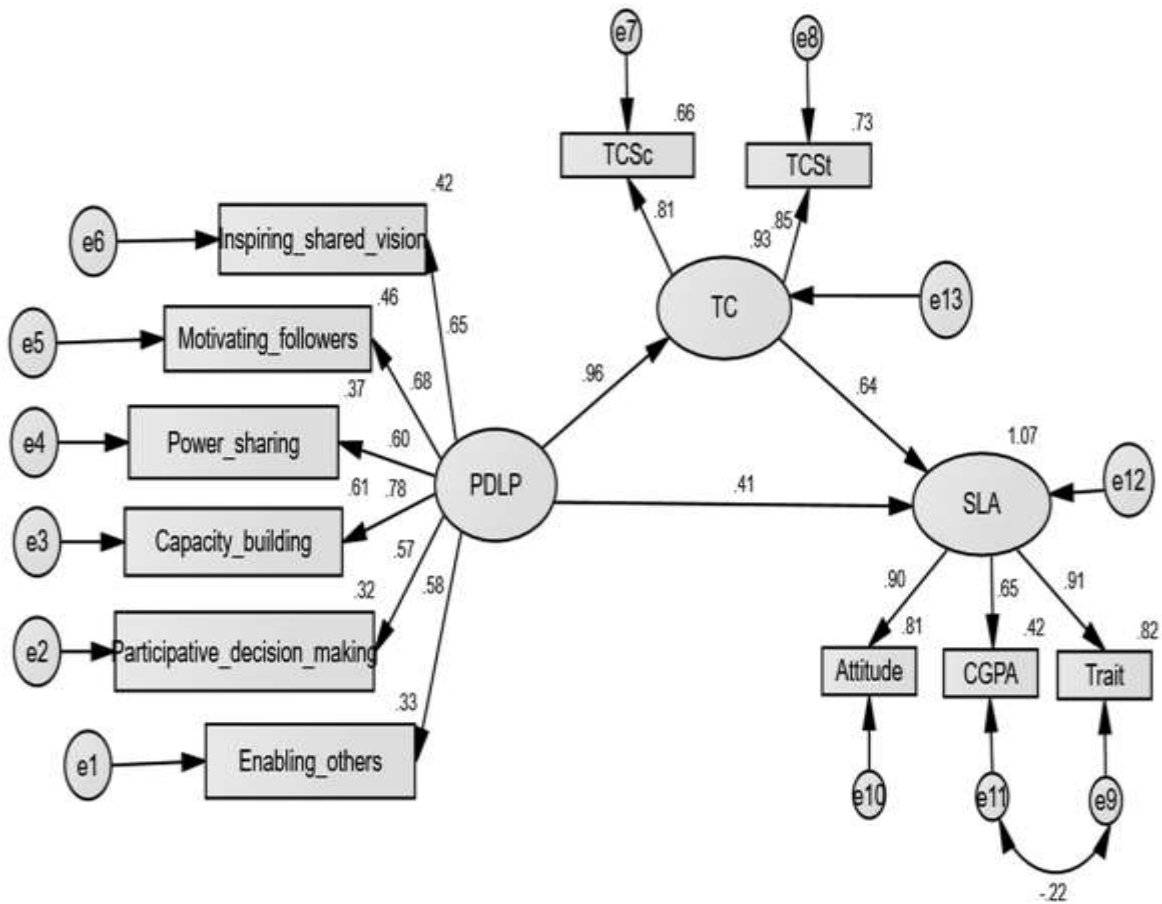 e7
e8
.66
.73
TCSc
TCSt
.42
.81
.85
.93
e6
Inspiring_shared_vision
.46
e5
Motivating_followers
.65
TC
e13
.37
.68
.96
.64
e4
Power_sharing
.60
1.07
.61
.78
PDLP
.41
SLA
e12
e3
Capacity_building
.57
.32
.58
.90
.65
.91
e2
Participative_decision_making
.81
.42
.82
Attitude
CGPA
Trait
.33
e1
Enabling_others
e10
e11
e9
-.22